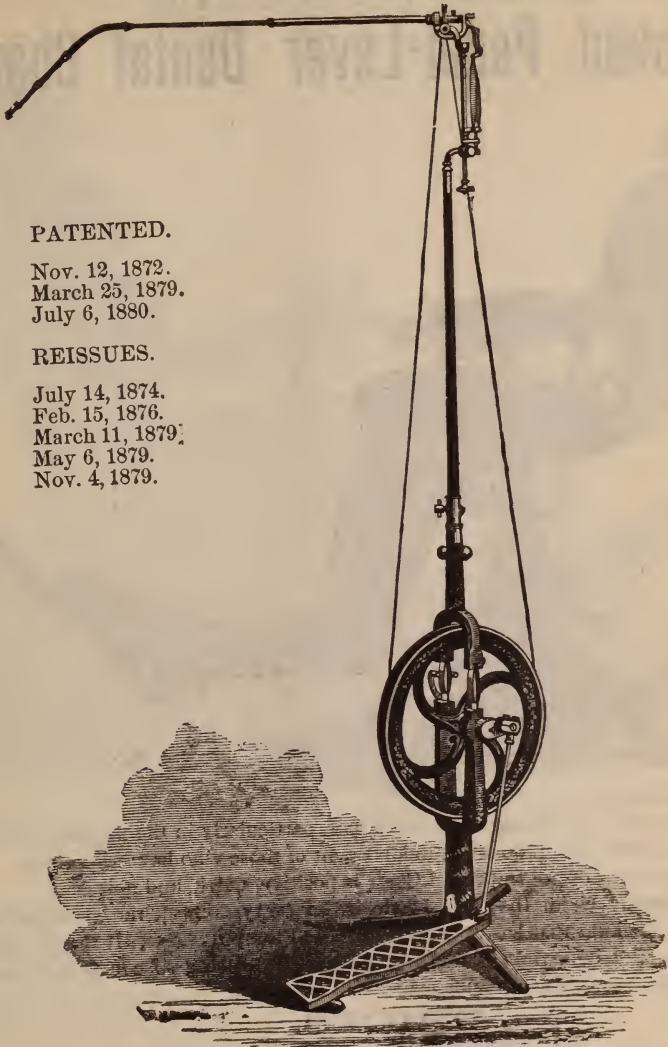 PATENTED.
Nov. 12, 1872.
March 25, 1879.
July 6, 1880.
REISSUES.
July 14, 1874.
Feb. 15, 1876.
March 11, 1879.
May 6, 1879.
Nov. 4, 1879.